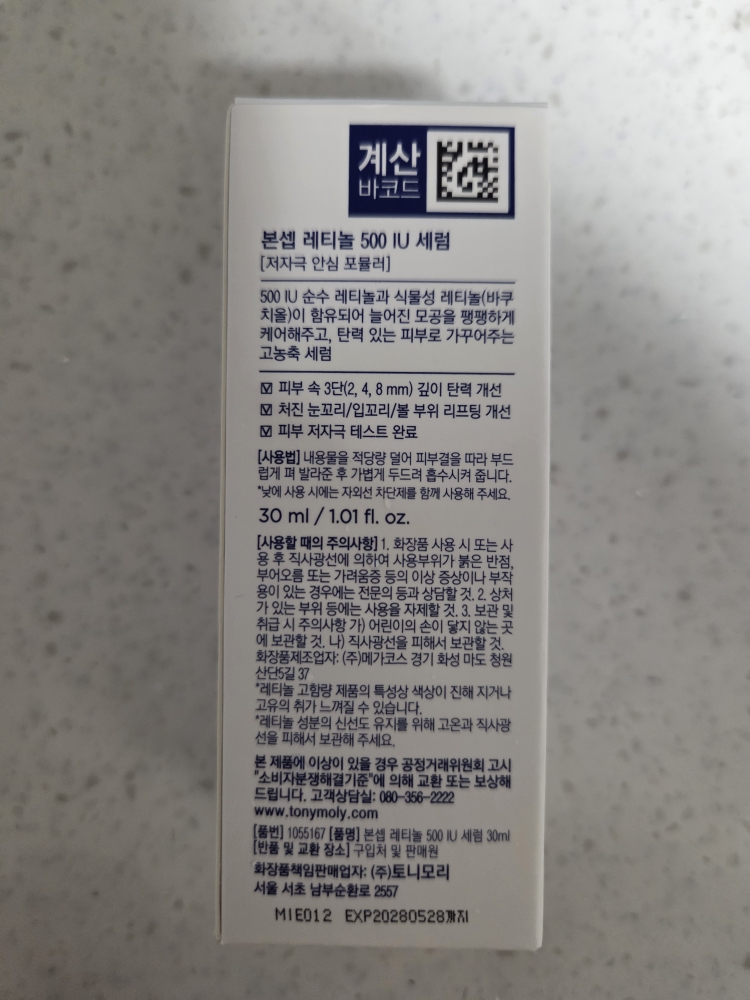 계산
바코드
본셉 레티놀 500 IU 세럼
[저자극 안심 포뮬러]
500 IU 순수 레티놀과 식물성 레티놀(바쿠
치올)이 함유되어 늘어진 모공을 팽팽하게
케어해주고, 탄력 있는 피부로 가꾸어주는
고농축 세럼
☑ 피부 속 3단(2, 4, 8 mm) 깊이 탄력 개선
☑ 처진 눈꼬리/입꼬리/볼 부위 리프팅 개선
☑ 피부 저자극 테스트 완료
[사용법] 내용물을 적당량 덜어 피부결을 따라 부드
럽게 펴 발라준 후 가볍게 두드려 흡수시켜 줍니다.
*낮에 사용 시에는 자외선 차단제를 함께 사용해 주세요.
30 ml / 1.01 fl. oz.
[사용할 때의 주의사항] 1. 화장품 사용 시 또는 사
용 후 직사광선에 의하여 사용부위가 붉은 반점,
부어오름 또는 가려움증 등의 이상 증상이나 부작
용이 있는 경우에는 전문의 등과 상담할 것. 2. 상처
가 있는 부위 등에는 사용을 자제할 것. 3. 보관 및
취급 시 주의사항 가) 어린이의 손이 닿지 않는 곳
에 보관할 것. 나) 직사광선을 피해서 보관할 것.
화장품제조업자: (주)메가코스 경기 화성 마도 청원
산단5길 37
*레티놀 고함량 제품의 특성상 색상이 진해 지거나
고유의 취가 느껴질 수 있습니다.
*레티놀 성분의 신선도 유지를 위해 고온과 직사광
선을 피해서 보관해 주세요.
본 제품에 이상이 있을 경우 공정거래위원회 고시
"소비자분쟁해결기준"에 의해 교환 또는 보상해
드립니다. 고객상담실: 080-356-2222
www.tonymoly.com
[품번] 1055167 [품명] 본셉 레티놀 500 IU 세럼 30ml
[반품 및 교환 장소] 구입처 및 판매원
화장품책임판매업자: (주)토니모리
서울 서초 남부순환로 2557
MIE012 EXP20280528까지